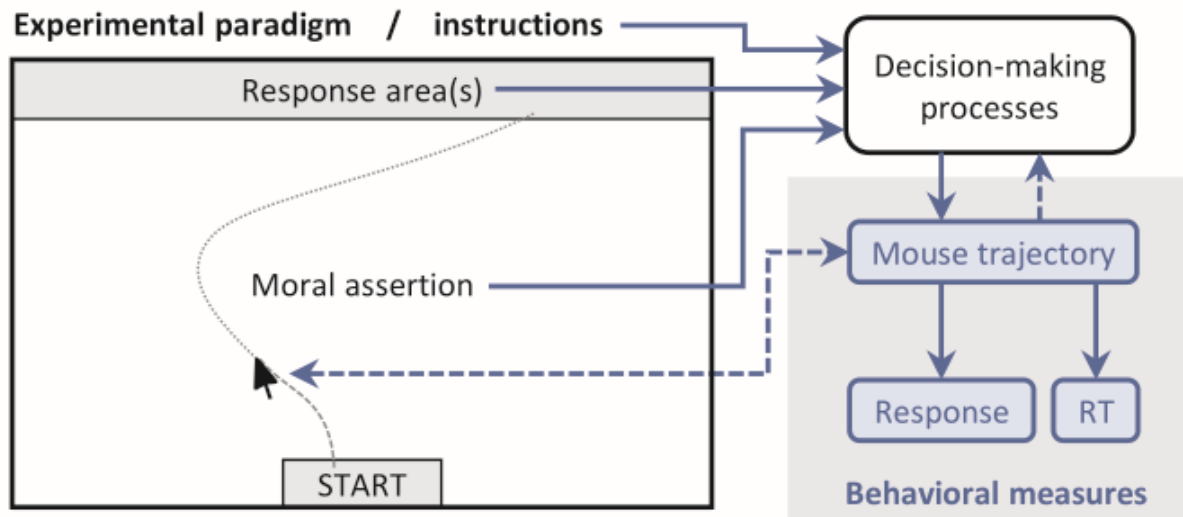 Experimental paradigm / instructions
Response area(s)
Moral assertion
START
Decision-making
processes
Mouse trajectory
Response
RT
Behavioral measures